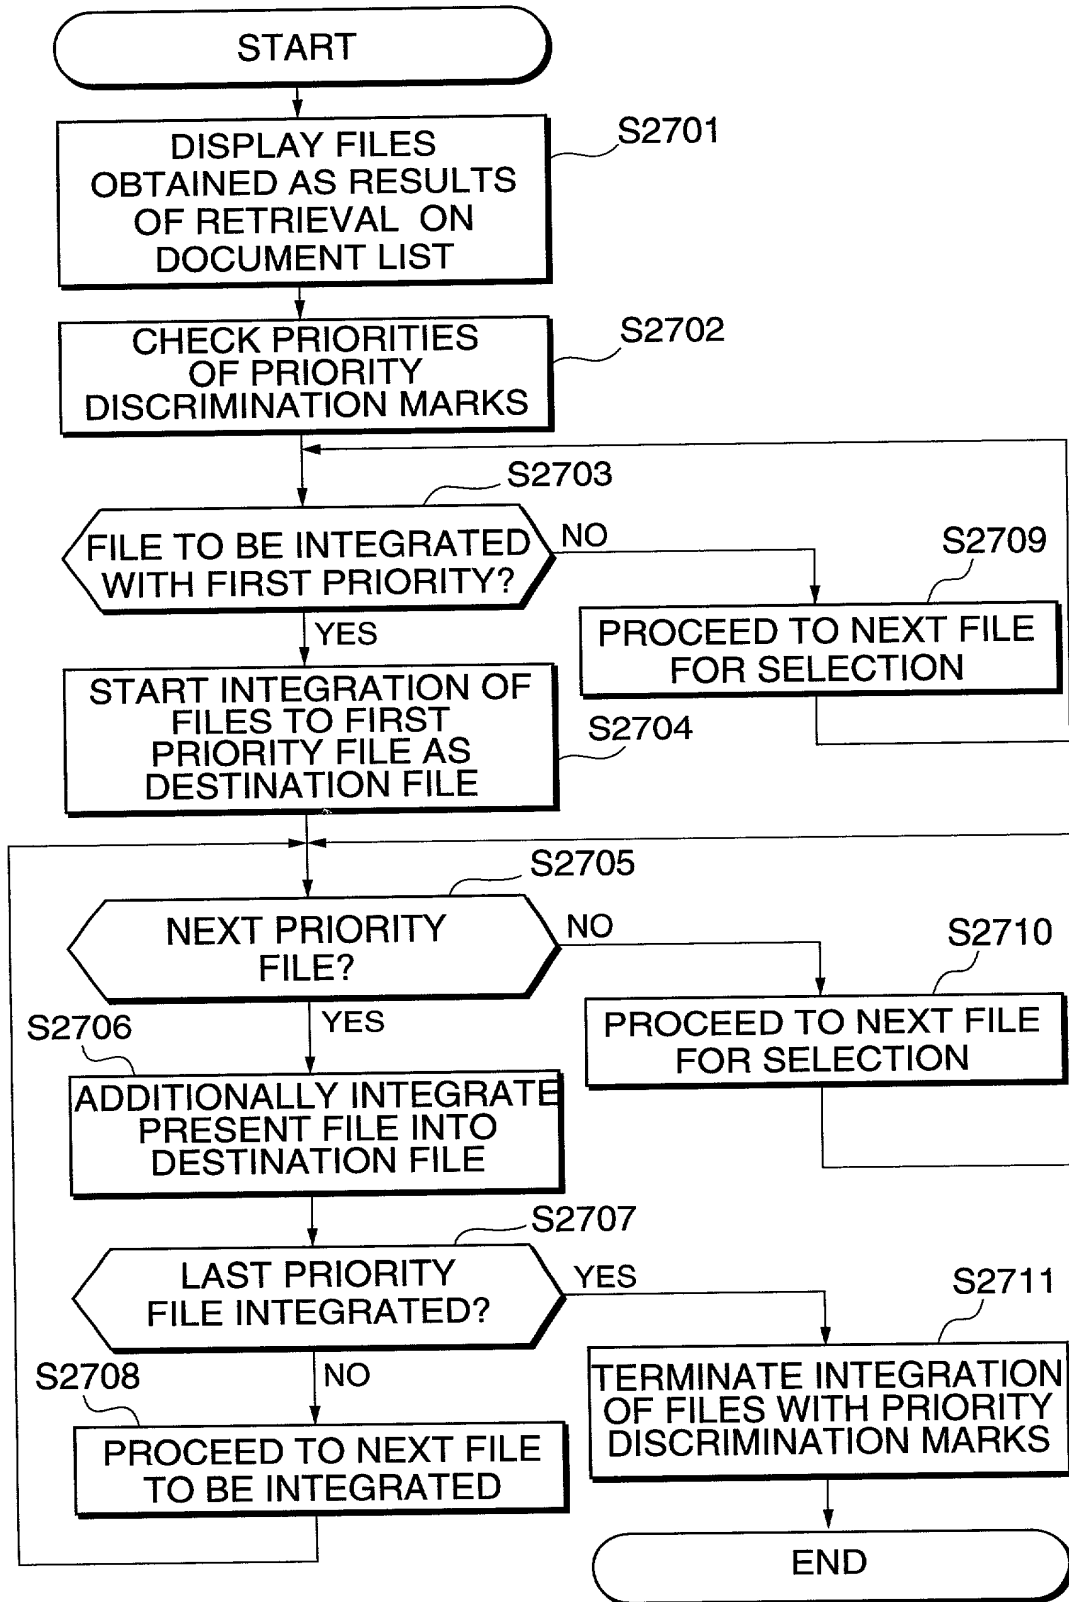 START
S2701
DISPLAY FILES
OBTAINED AS RESULTS
OF RETRIEVAL ON
DOCUMENT LIST
S2702
CHECK PRIORITIES
OF PRIORITY
DISCRIMINATION MARKS
S2703
FILE TO BE INTEGRATED
WITH FIRST PRIORITY?
NO
S2709
PROCEED TO NEXT FILE
FOR SELECTION
YES
START INTEGRATION OF
FILES TO FIRST
PRIORITY FILE AS
DESTINATION FILE
S2704
S2705
NEXT PRIORITY
FILE?
NO
S2710
PROCEED TO NEXT FILE
FOR SELECTION
YES
S2706
ADDITIONALLY INTEGRATE
PRESENT FILE INTO
DESTINATION FILE
S2707
LAST PRIORITY
FILE INTEGRATED?
YES
S2711
TERMINATE INTEGRATION
OF FILES WITH PRIORITY
DISCRIMINATION MARKS
NO
S2708
PROCEED TO NEXT FILE
TO BE INTEGRATED
END